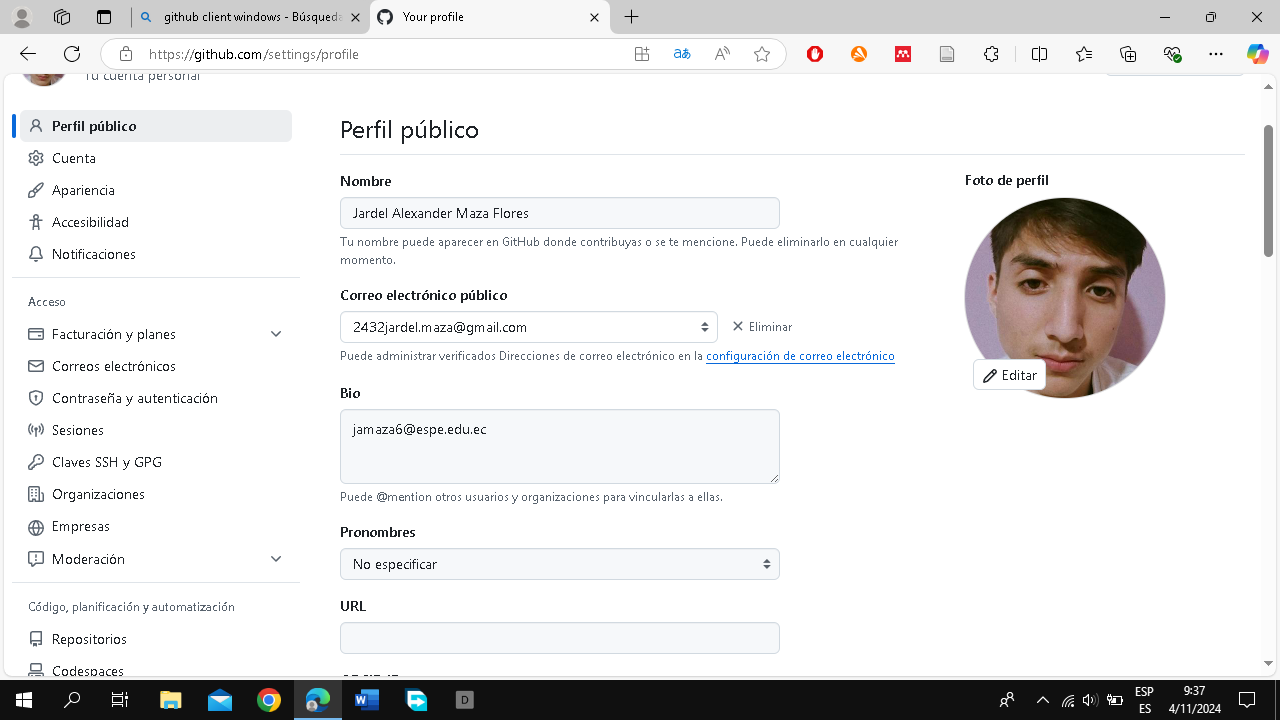 github client windows - Búsqueda
Your profile
https://github.com/settings/profile
Tu cuenta personal
Perfil público
Cuenta
Apariencia
Accesibilidad
Notificaciones
Acceso
Facturación y planes
Correos electrónicos
Contraseña y autenticación
Sesiones
Claves SSH y GPG
Organizaciones
Empresas
Moderación
Código, planificación y automatización
Repositorios
Codespaces
Perfil público
Nombre
Jardel Alexander Maza Flores
Tu nombre puede aparecer en GitHub donde contribuyas o se te mencione. Puede eliminarlo en cualquier
momento.
Correo electrónico público
2432jardel.maza@gmail.com
Eliminar
Puede administrar verificados Direcciones de correo electrónico en la configuración de correo electrónico
Bio
jamaza6@espe.edu.ec
Puede @mention otros usuarios y organizaciones para vincularlas a ellas.
Pronombres
No especificar
URL
Foto de perfil
Editar
ESP
ES
9:37
4/11/2024